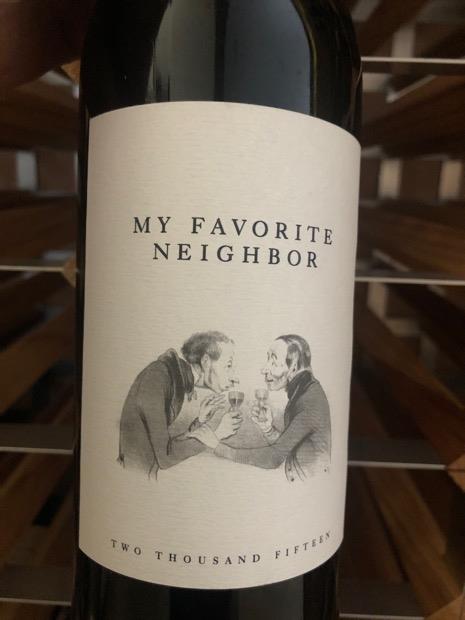 MY FAVORITE
NEIGHBOR
TWO THOUSAND FIFTEEN